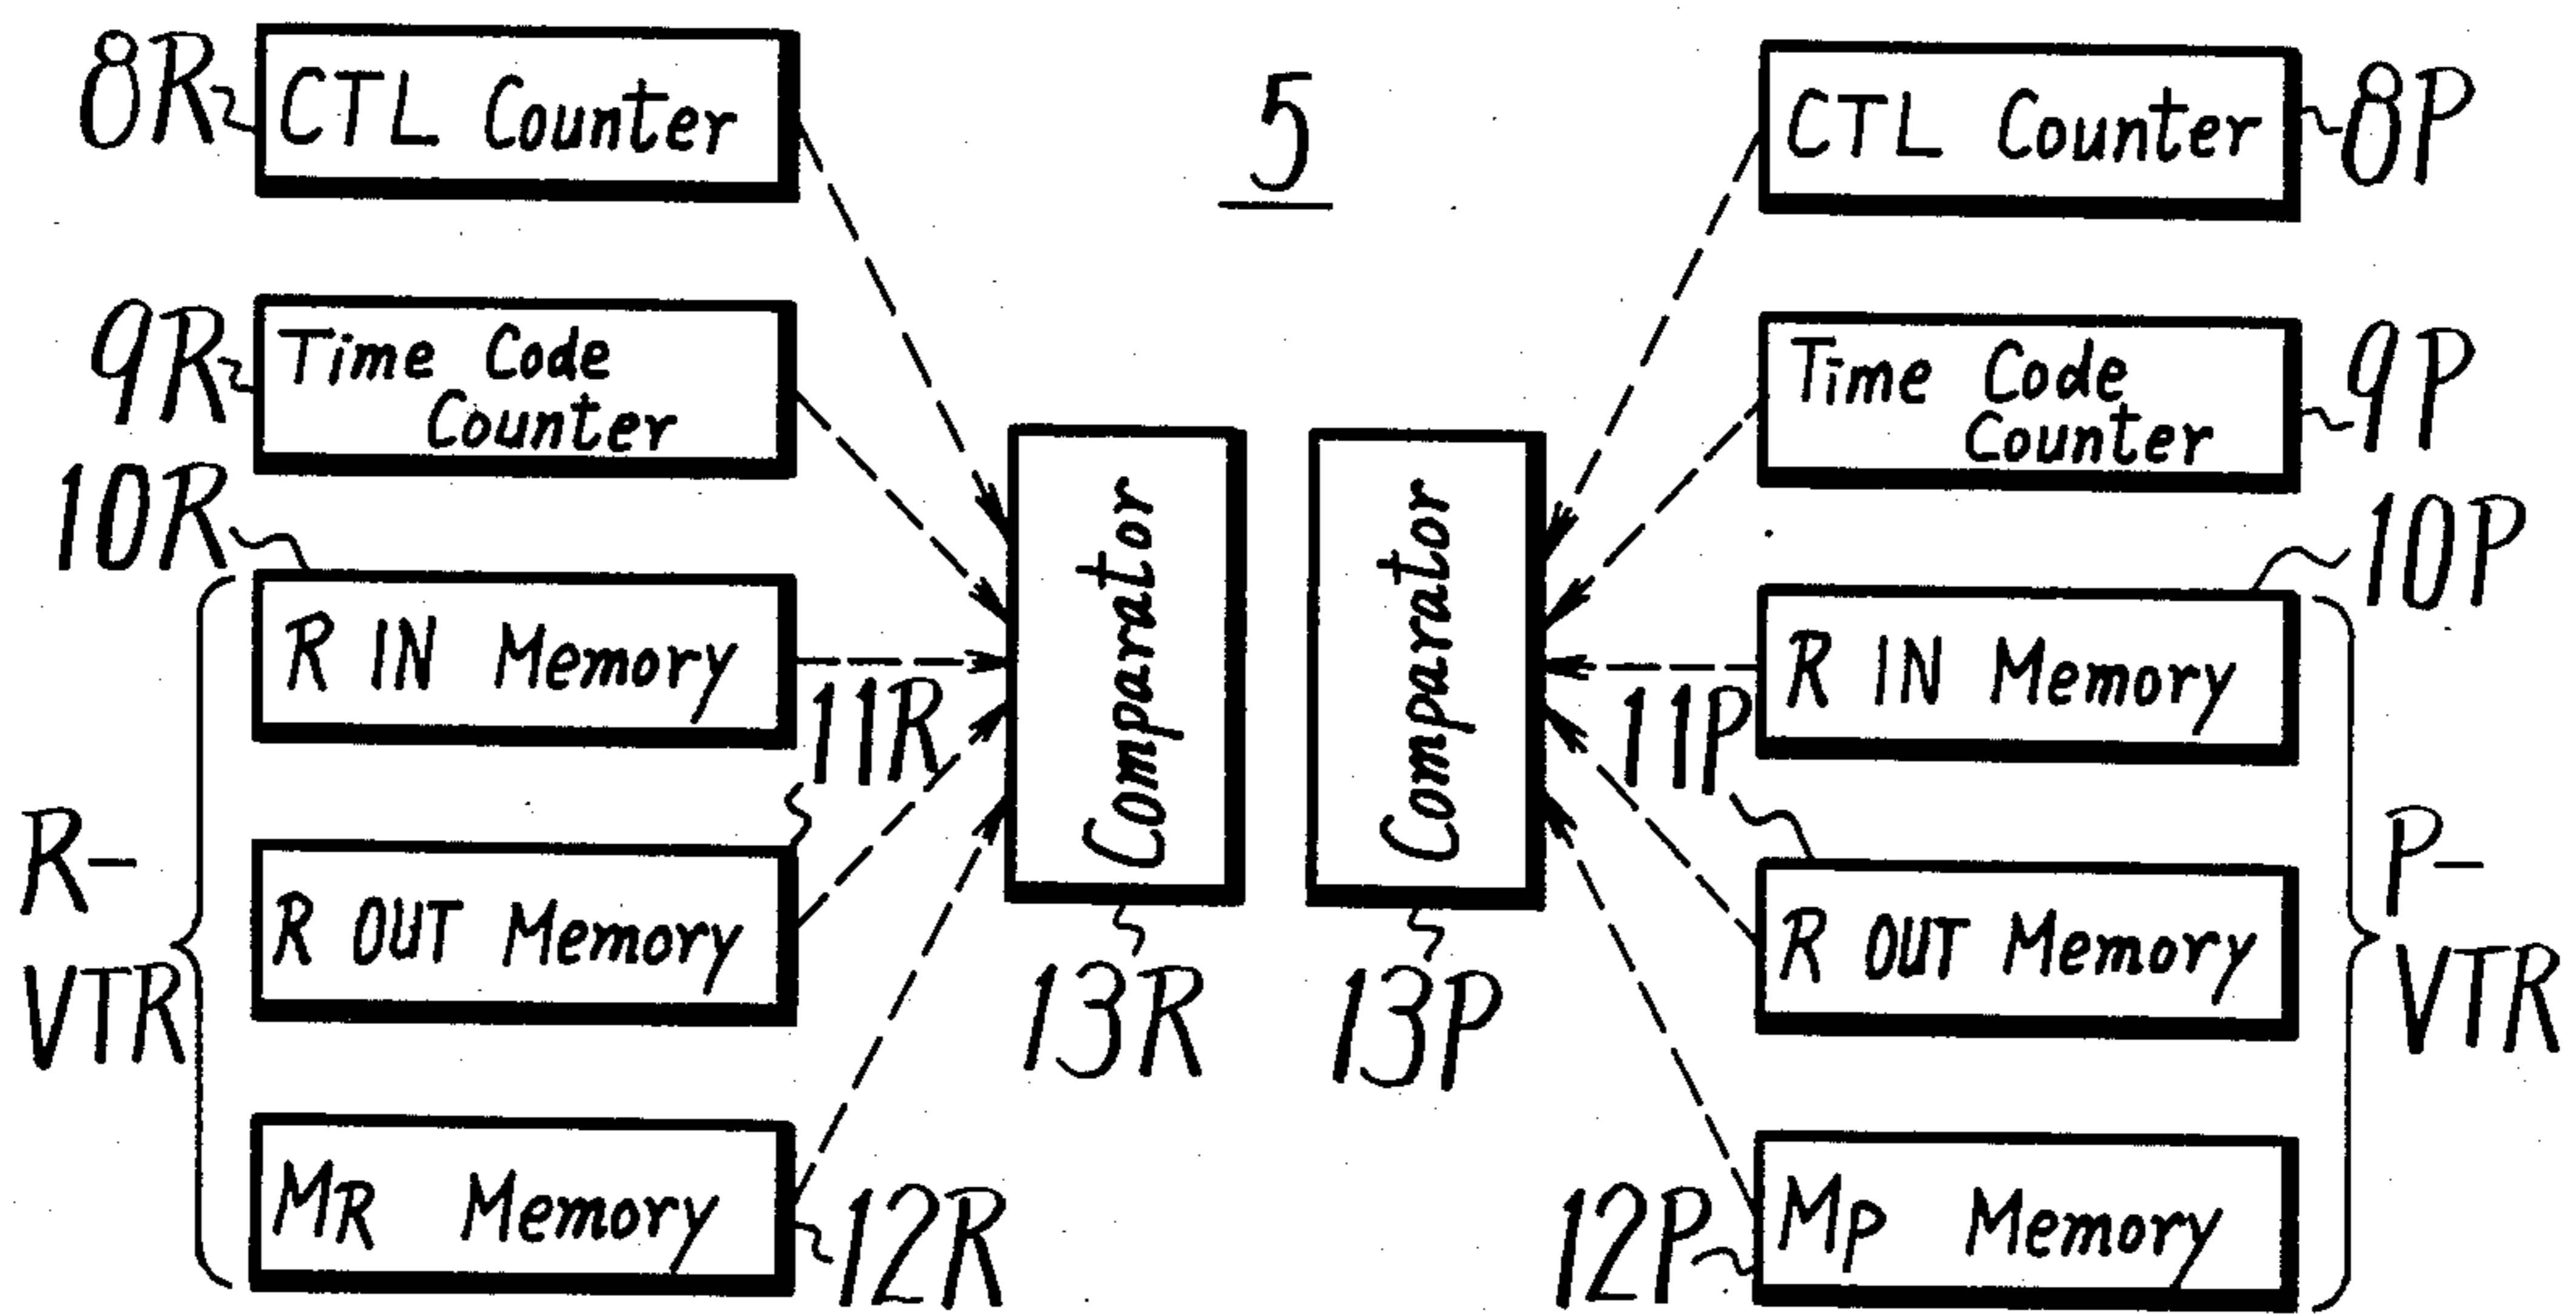 8R
CTL Counter
5
CTL Counter
8P
9R
Time Code
Counter
Time Code
Counter
9P
10R
10P
R IN Memory
Comparator
Comparator
R IN Memory
11R
11P
R-
VTR
R OUT Memory
R OUT Memory
P-
VTR
13R
13P
MR Memory
12R
12P
MP Memory